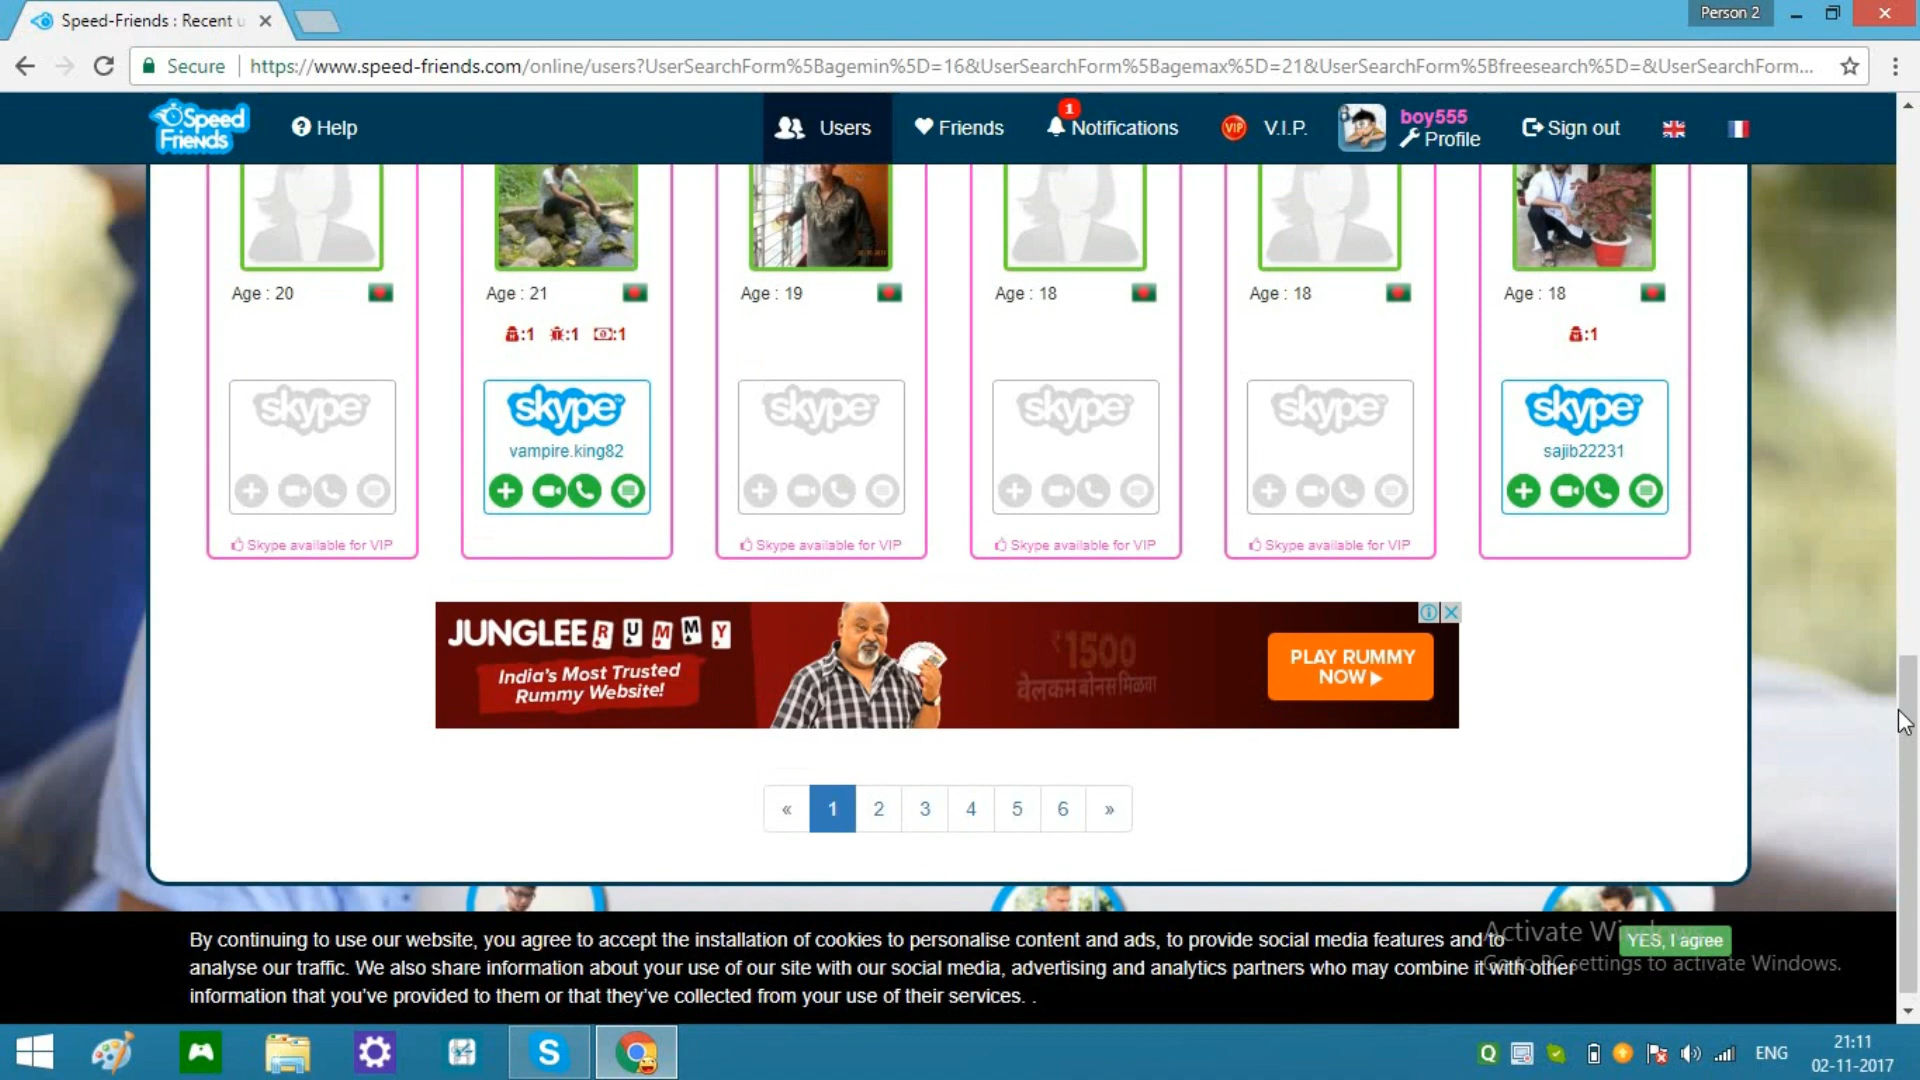 Speed-Friends : Recent u
Person 2
Secure
https://www.speed-friends.com/online/users?UserSearchForm%5Bagemin%5D=16&UserSearchForm%5Bagemax%5D=21&UserSearchForm%5Bfreesearch%5D=&UserSearchForm...
Speed
Friends
Help
Users
Friends
1
Notifications
VIP
V.I.P.
boy555
Profile
Sign out
Age : 20
Age : 21
Age : 19
Age : 18
Age : 18
Age : 18
:1 :1 :1
:1
skype
skype
vampire.king82
skype
skype
skype
skype
sajib22231
Skype available for VIP
Skype available for VIP
Skype available for VIP
Skype available for VIP
JUNGLEE RUMMY
India's Most Trusted
Rummy Website!
₹1500
वेलकम बोनस मिळवा
PLAY RUMMY
NOW
« 1 2 3 4 5 6 »
By continuing to use our website, you agree to accept the installation of cookies to personalise content and ads, to provide social media features and to
analyse our traffic. We also share information about your use of our site with our social media, advertising and analytics partners who may combine it with other
information that you've provided to them or that they've collected from your use of their services. .
YES, I agree
Go to PC settings to activate Windows.
ENG
21:11
02-11-2017